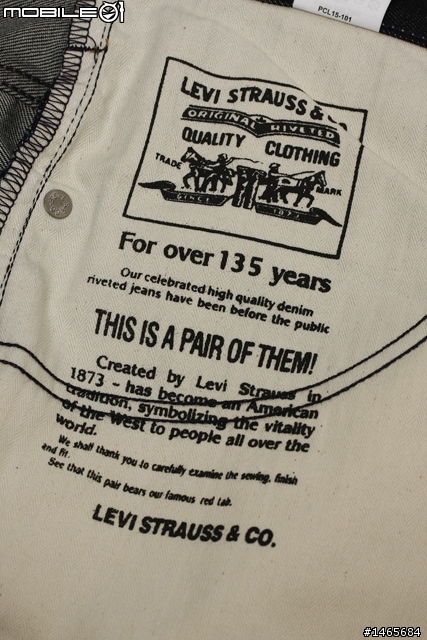 MOBILE01
PCL15-101
LEVI STRAUSS &
ORIGINAL RIVETED
QUALITY CLOTHING
TRADE MARK
SINCE 1873
For over 135 years
Our celebrated high quality denim
riveted jeans have been before the public
THIS IS A PAIR OF THEM!
Created by Levi Strauss in
1873 - has become an American
tradition, symbolizing the vitality
of the West to people all over the
world.
We shall thank you to carefully examine the sewing, finish
and fit.
See that this pair bears our famous red tab.
LEVI STRAUSS & CO.
#1465684